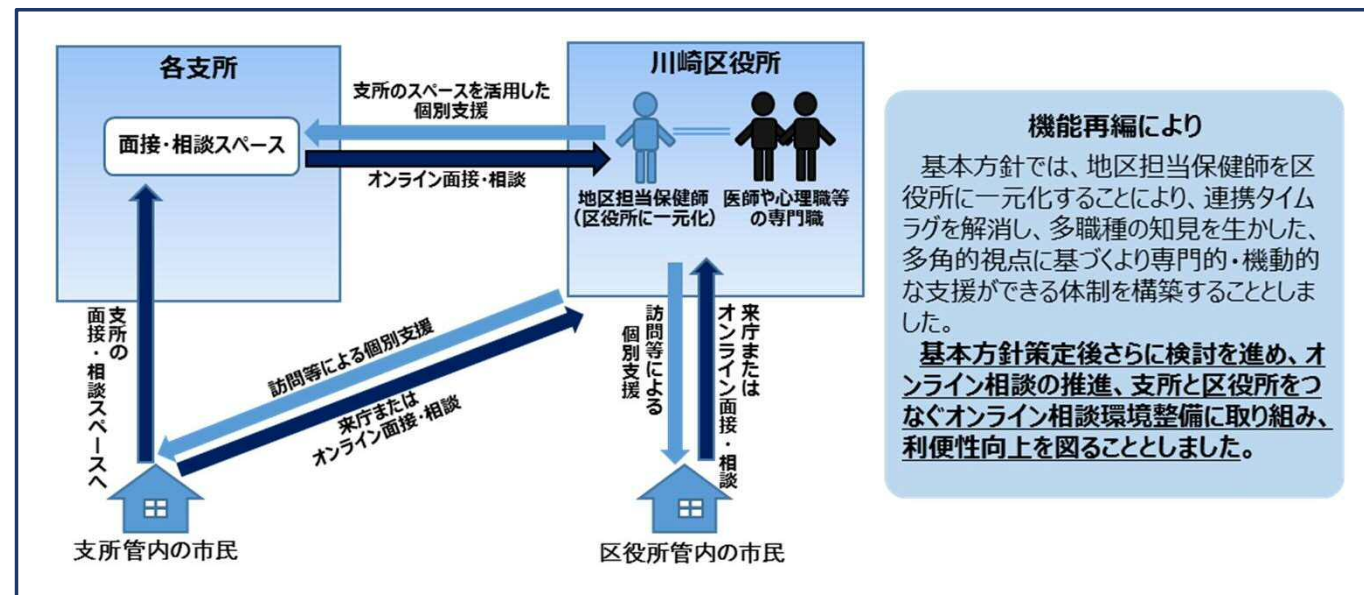 各支所
面接・相談スペース
支所のスペースを活用した
個別支援
オンライン面接・相談
川崎区役所
地区担当保健師
（区役所に一元化）
医師や心理職等
の専門職
支所の
面接・相談スペースへ
訪問等による個別支援
来庁または
オンライン面接・相談
訪問等による
個別支援
来庁または
オンライン面接・相談
支所管内の市民
区役所管内の市民
機能再編により
基本方針では、地区担当保健師を区
役所に一元化することにより、連携タイム
ラグを解消し、多職種の知見を生かした、
多角的視点に基づくより専門的・機動的
な支援ができる体制を構築することとしま
した。
基本方針策定後さらに検討を進め、オ
ンライン相談の推進、支所と区役所をつ
なぐオンライン相談環境整備に取り組み、
利便性向上を図ることとしました。